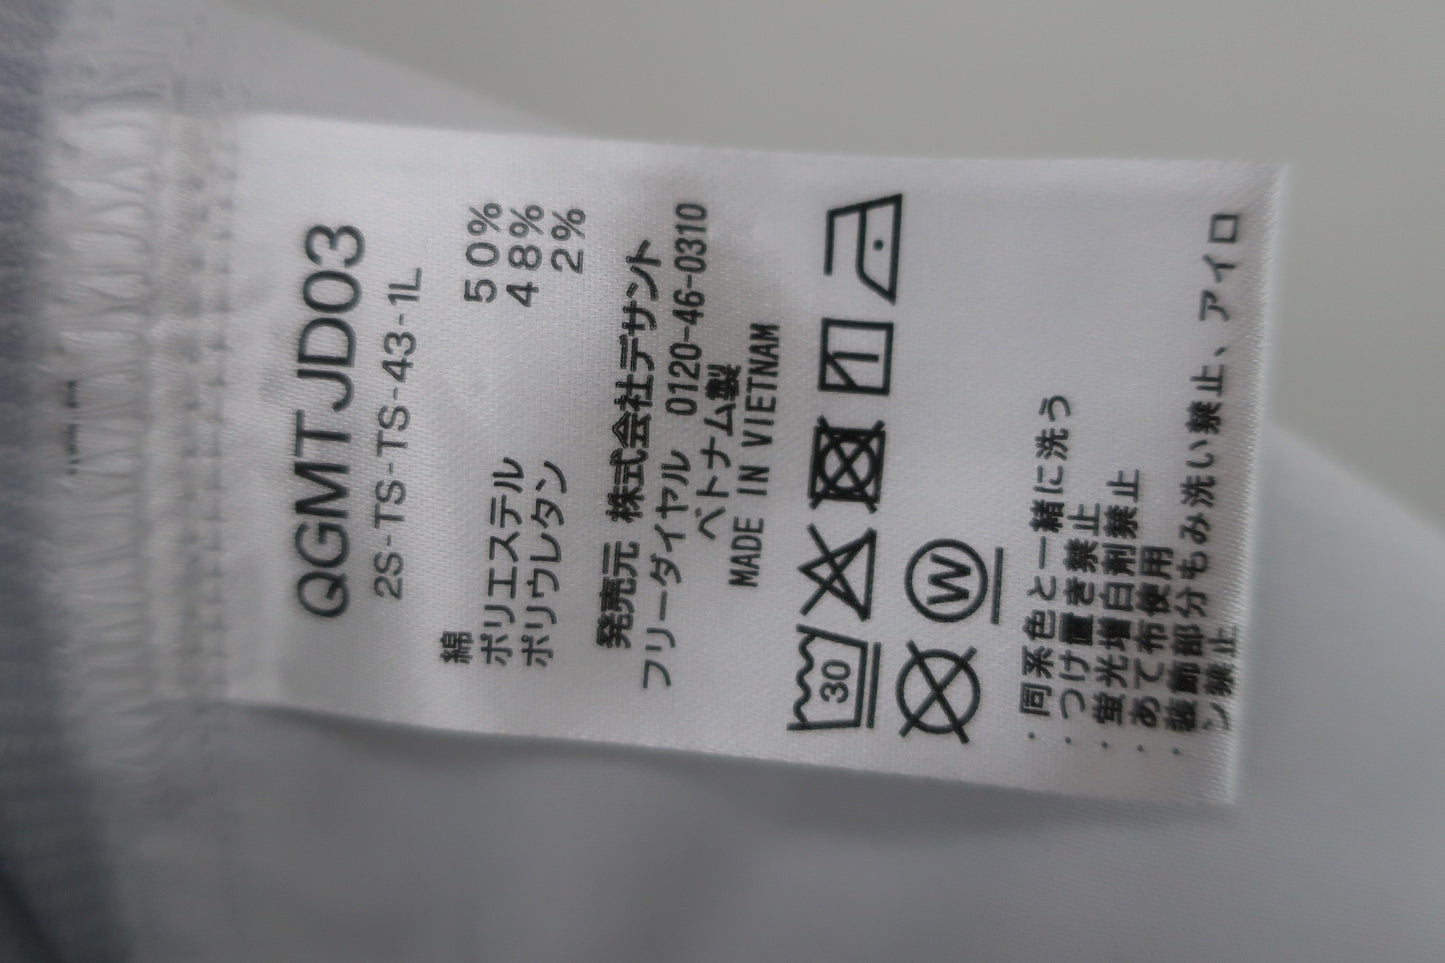 QGMTJD03
2S-TS-TS-43-1L
綿 50%
ポリエステル 48%
ポリウレタン 2%
発売元 株式会社デサント
フリーダイヤル 0120-46-0310
ベトナム製
MADE IN VIETNAM
30
W
・同系色と一緒に洗う
・つけ置き禁止
・蛍光増白剤禁止
・あて布使用
・装飾部分もみ洗い禁止、アイロ
ン禁止